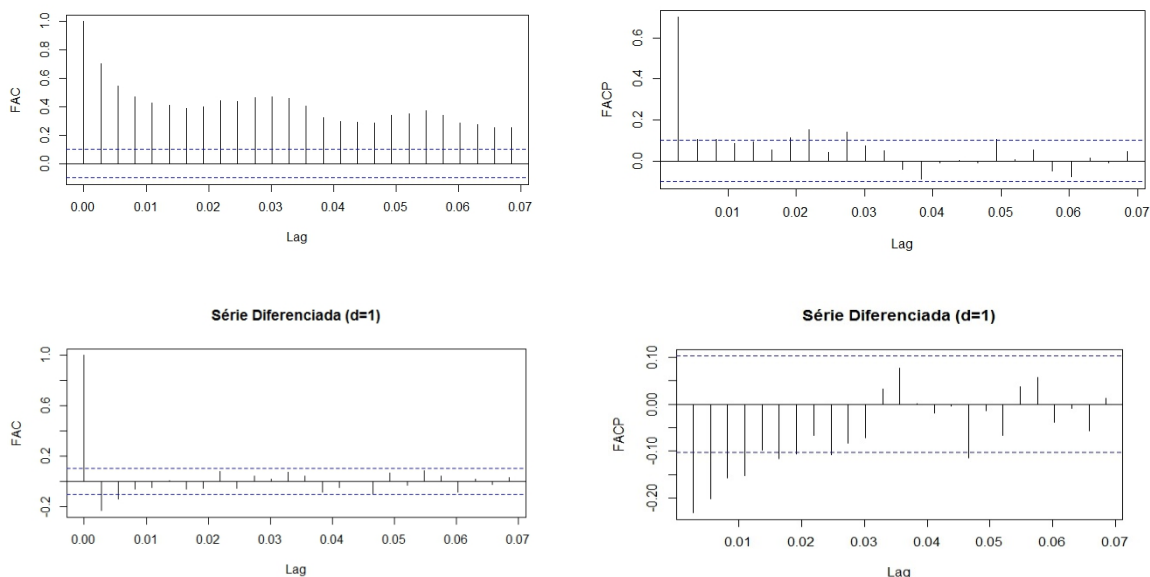 FAC
0.0 0.2 0.4 0.6 0.8 1.0
0.00 0.01 0.02 0.03 0.04 0.05 0.06 0.07
Lag
FACP
0.0 0.2 0.4 0.6
0.01 0.02 0.03 0.04 0.05 0.06 0.07
Lag
Série Diferenciada (d=1)
FAC
-0.2 0.2 0.6 1.0
0.00 0.01 0.02 0.03 0.04 0.05 0.06 0.07
Lag
Série Diferenciada (d=1)
FACP
-0.20 -0.10 0.00 0.10
0.01 0.02 0.03 0.04 0.05 0.06 0.07
Lag